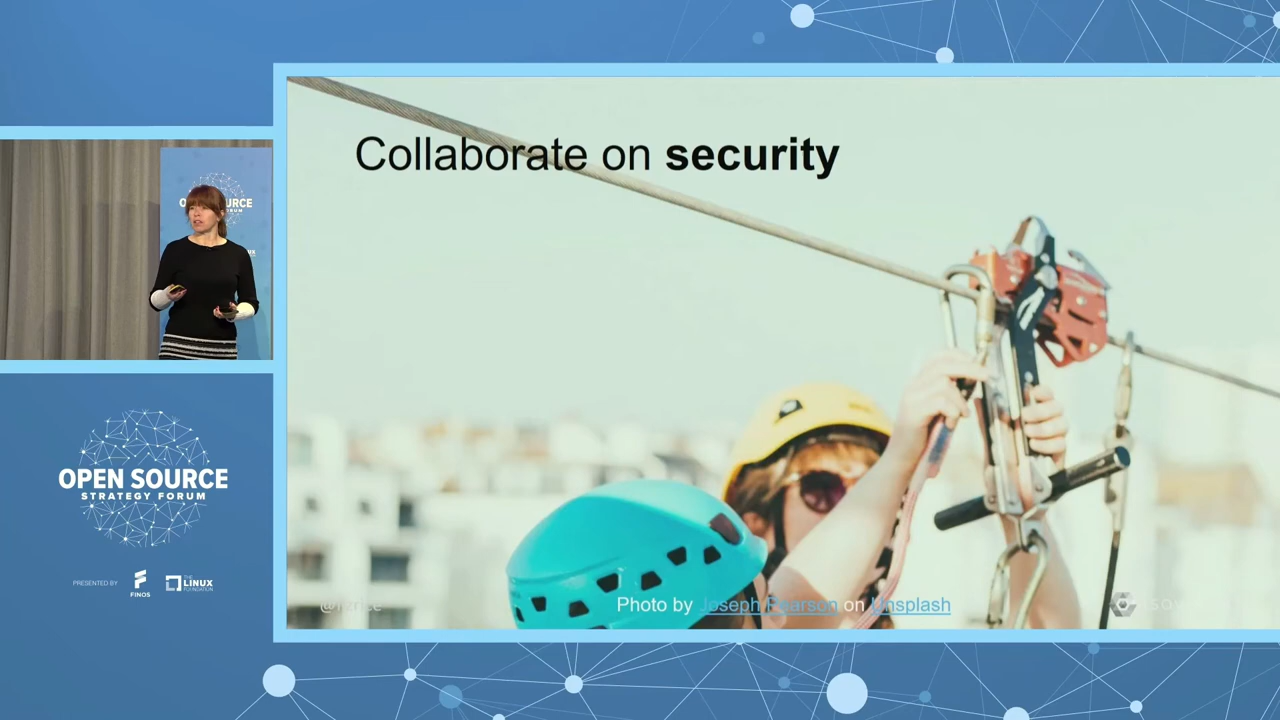 Collaborate on security
OPEN SOURCE
STRATEGY FORUM
PRESENTED BY
FINOS
THE
LINUX
FOUNDATION
Photo by Joseph Pearson on Unsplash